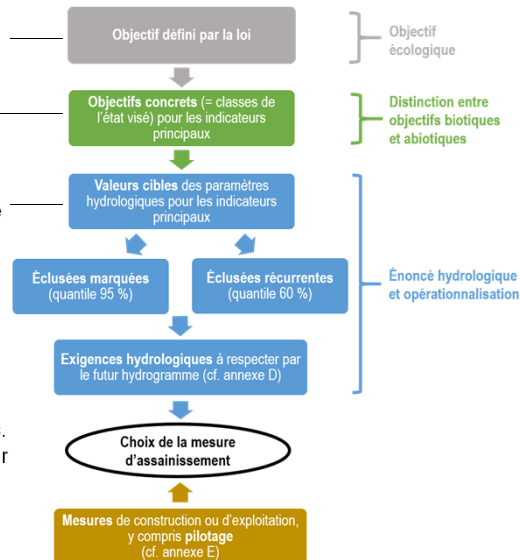 Objectif défini par la loi
Objectif
écologique
Objectifs concrets (= classes de
l'état visé) pour les indicateurs
principaux
Distinction entre
objectifs biotiques
et abiotiques
Valeurs cibles des paramètres
hydrologiques pour les indicateurs
principaux
e
Éclusées marquées
(quantile 95 %)
Éclusées récurrentes
(quantile 60 %)
Énoncé hydrologique
et opérationnalisation
Exigences hydrologiques à respecter par
le futur hydrogramme (cf. annexe D)
.
r
Choix de la mesure
d'assainissement
Mesures de construction ou d'exploitation,
y compris pilotage
(cf. annexe E)